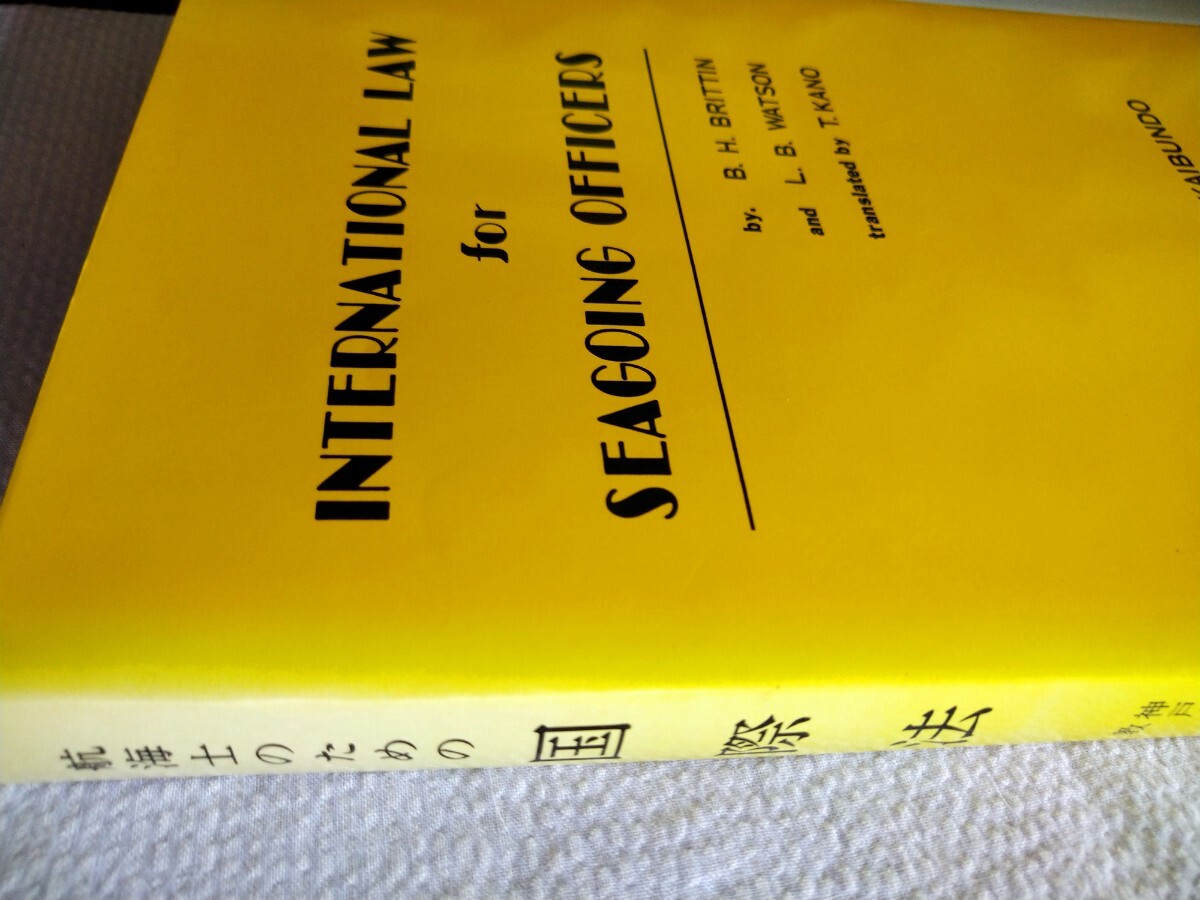 INTERNATIONAL LAW
for
SEAGOING OFFICERS
by. B. H. BRITTIN
and L. B. WATSON
translated by T. KANO
KAIBUNDO
航海士のための
国際法
神戸
教